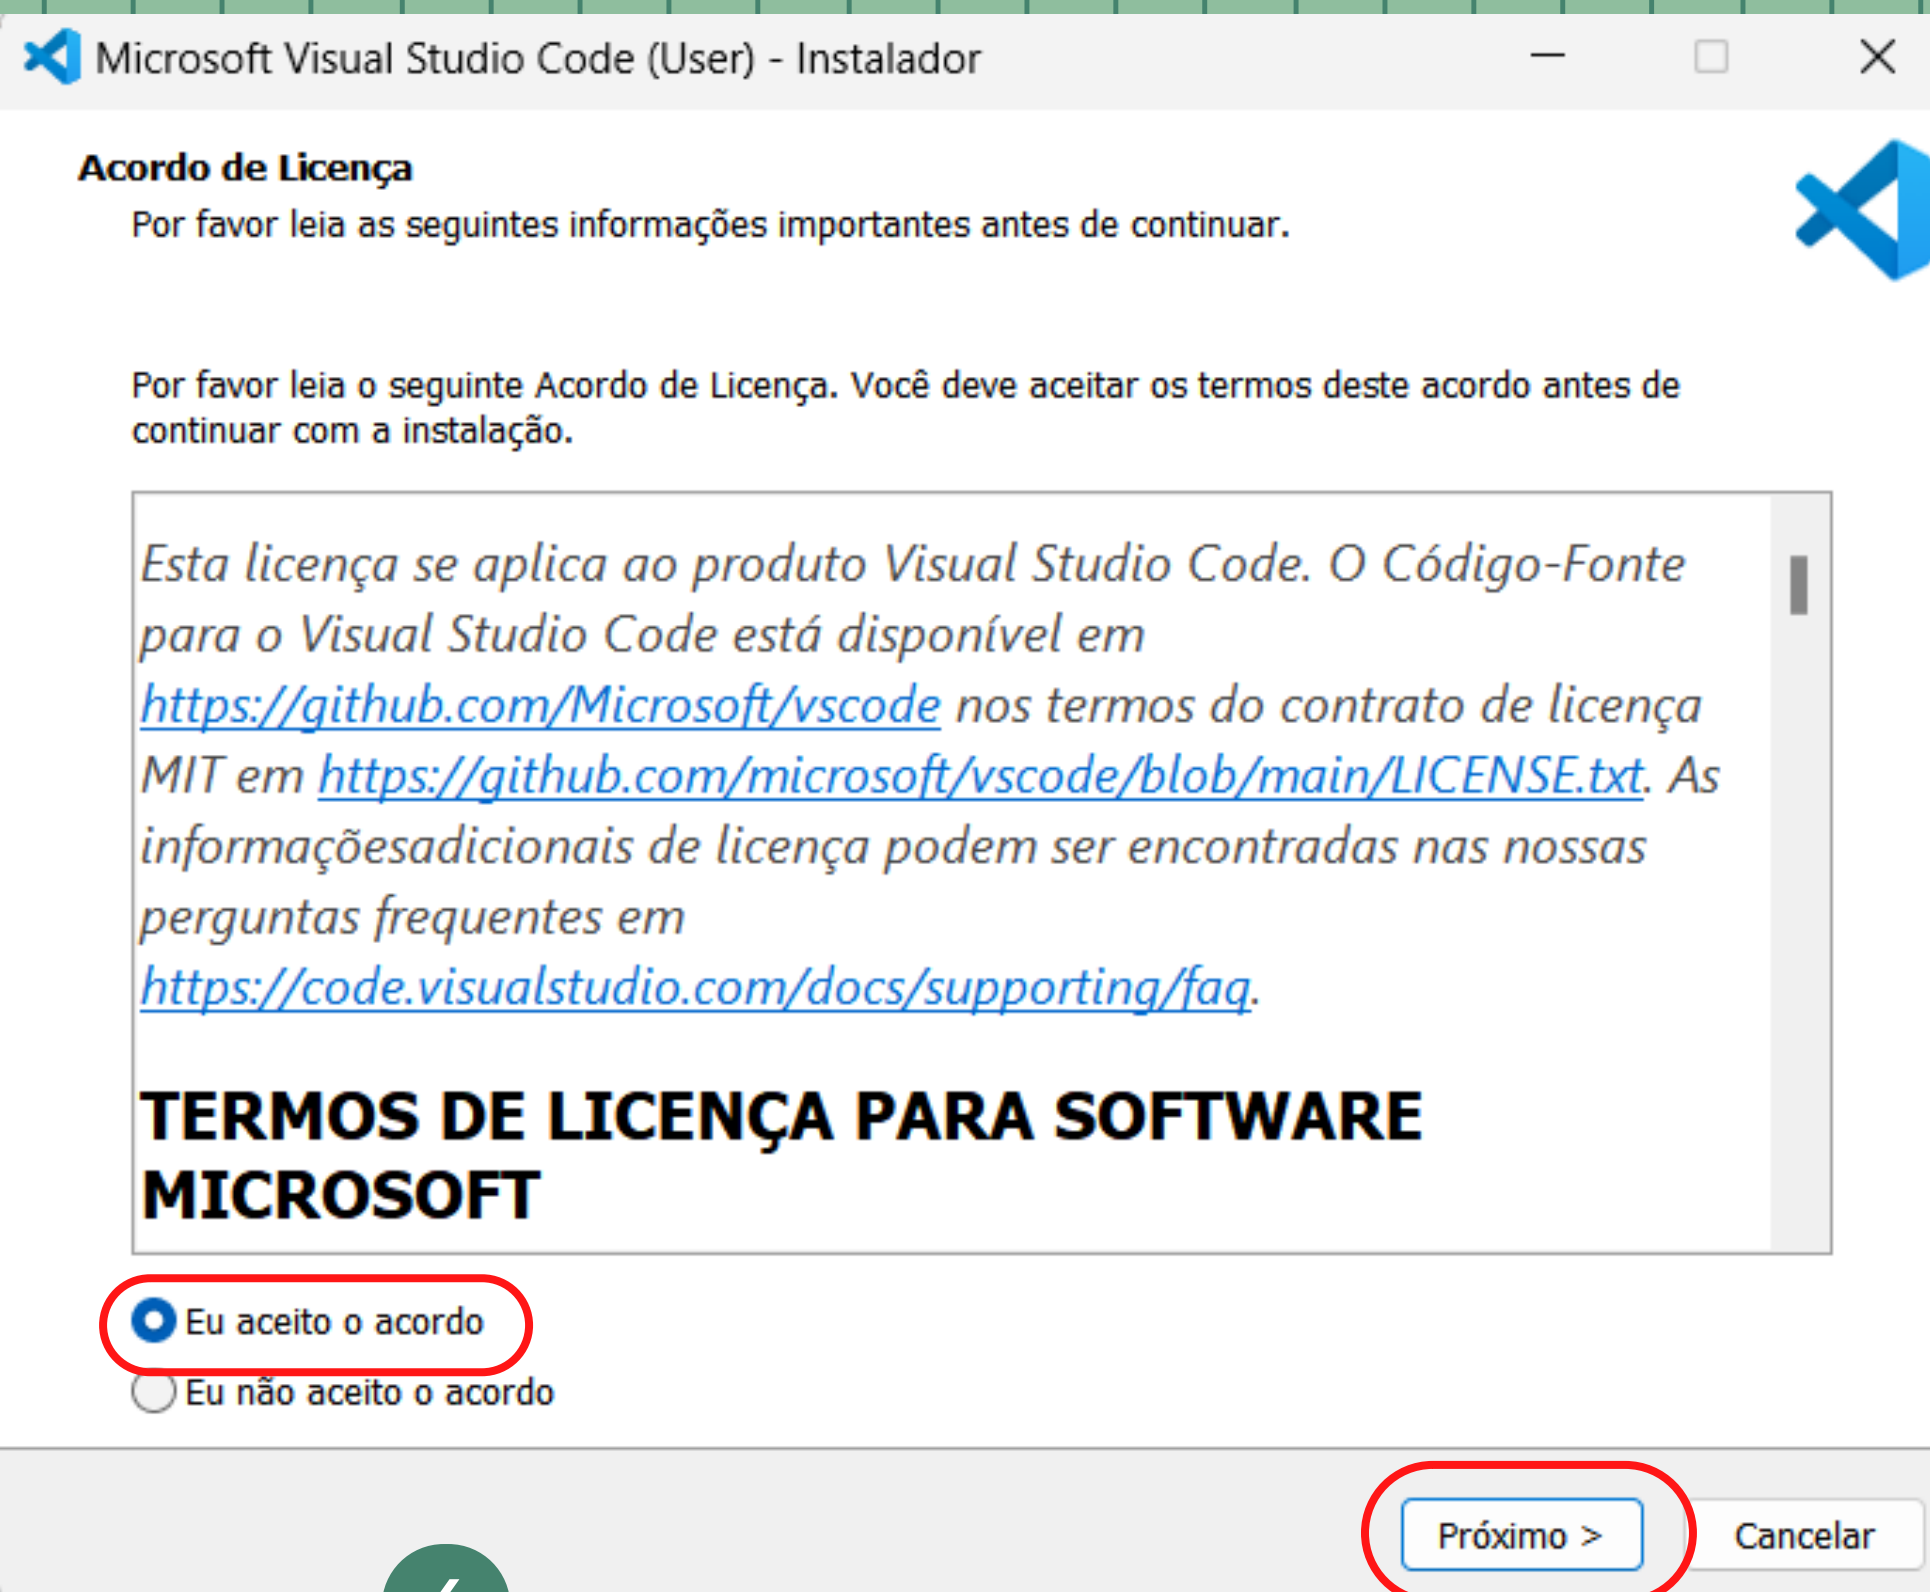 Microsoft Visual Studio Code (User) - Instalador
Acordo de Licença
Por favor leia as seguintes informações importantes antes de continuar.
Por favor leia o seguinte Acordo de Licença. Você deve aceitar os termos deste acordo antes de
continuar com a instalação.
Esta licença se aplica ao produto Visual Studio Code. O Código-Fonte
para o Visual Studio Code está disponível em
https://github.com/Microsoft/vscode nos termos do contrato de licença
MIT em https://github.com/microsoft/vscode/blob/main/LICENSE.txt. As
informaçõesadicionais de licença podem ser encontradas nas nossas
perguntas frequentes em
https://code.visualstudio.com/docs/supporting/faq.
TERMOS DE LICENÇA PARA SOFTWARE
MICROSOFT
Eu aceito o acordo
Eu não aceito o acordo
Próximo >
Cancelar